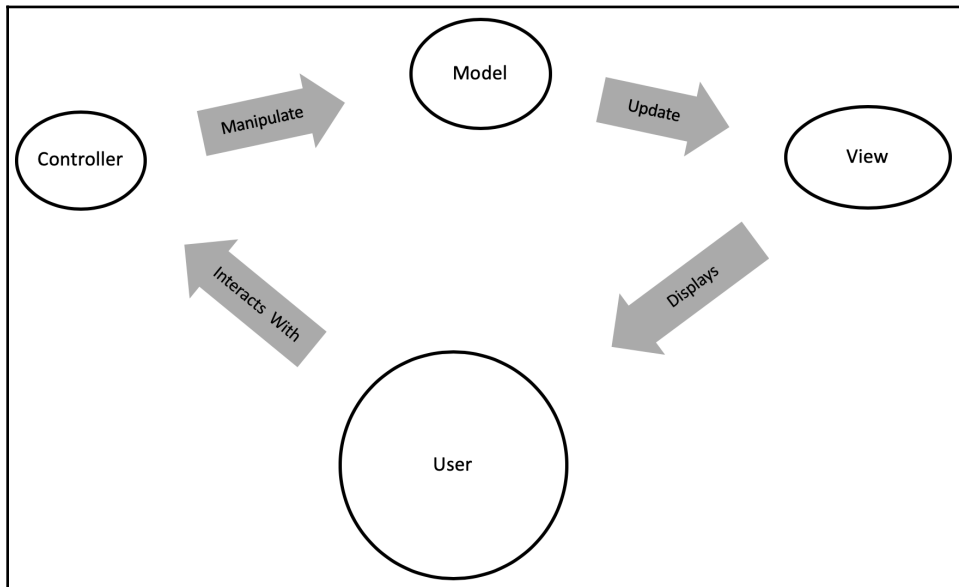 Model
Manipulate
Update
Controller
View
Interacts With
Displays
User